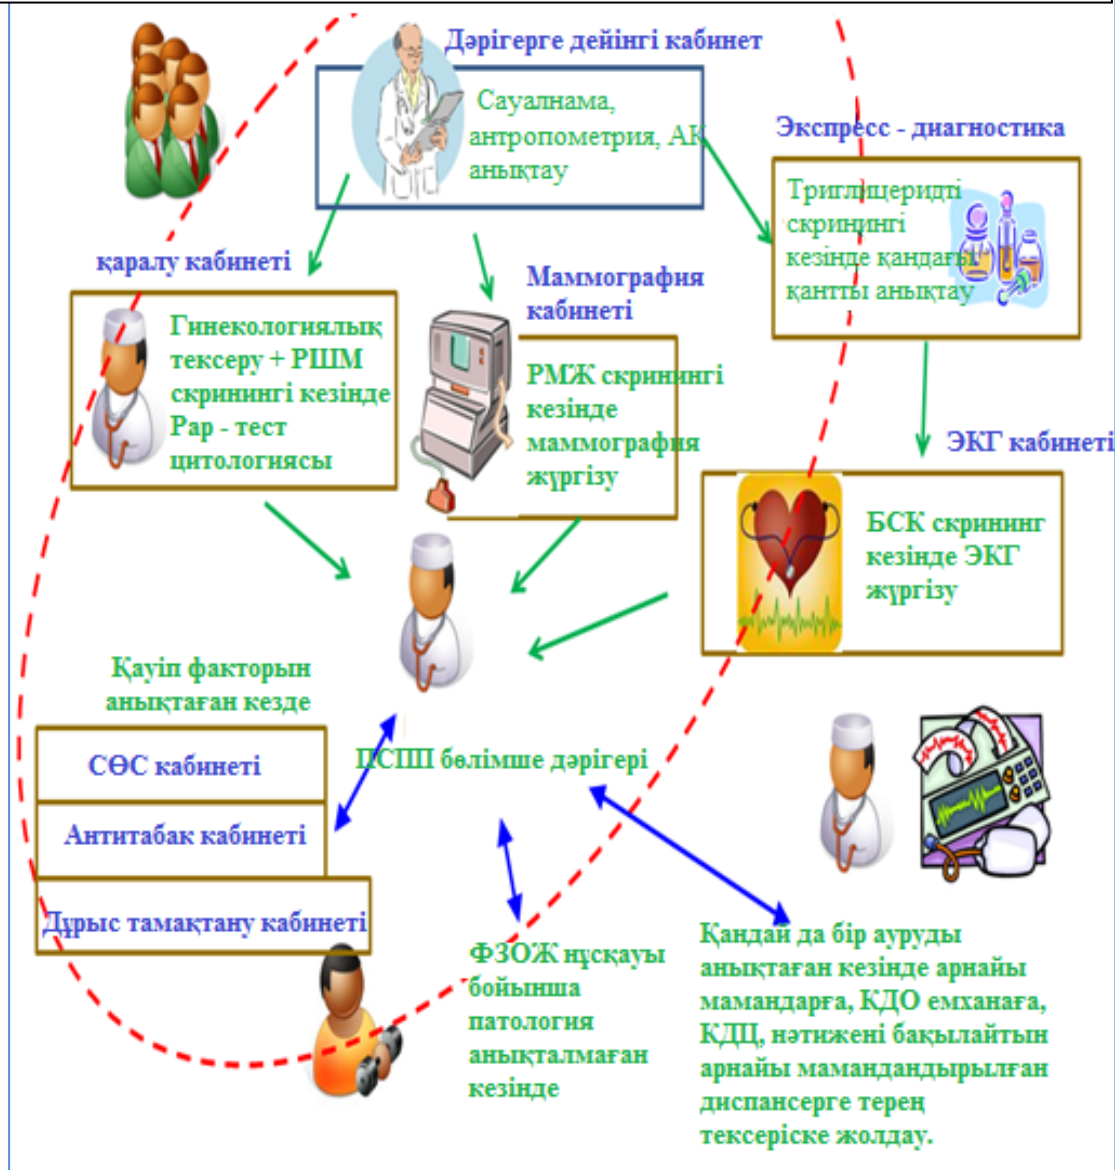 Дәрігерге дейінгі кабинет
Сауалнама,
антропометрия, АҚ
анықтау
Экспресс - диагностика
Триглицеридті
скринингі
кезінде қандағы
қантты анықтау
қаралу кабинеті
Гинекологиялық
тексеру + РШМ
скринингі кезінде
Рар - тест
цитологиясы
Маммография
кабинеті
РМЖ скринингі
кезінде
маммография
жүргізу
ЭКГ кабинеті
БСК скрининг
кезінде ЭКГ
жүргізу
Қауіп факторын
анықтаған кезде
СӨС кабинеті
Антитабак кабинеті
Дұрыс тамақтану кабинеті
ПСПП бөлімше дәрігері
ФЗОЖ нұсқауы
бойынша
патология
анықталмаған
кезінде
Қандай да бір ауруды
анықтаған кезінде арнайы
мамандарға, КДО емханаға,
КДЦ, нәтижені бақылайтын
арнайы мамандандырылған
диспансерге терең
тексеріске жолдау.